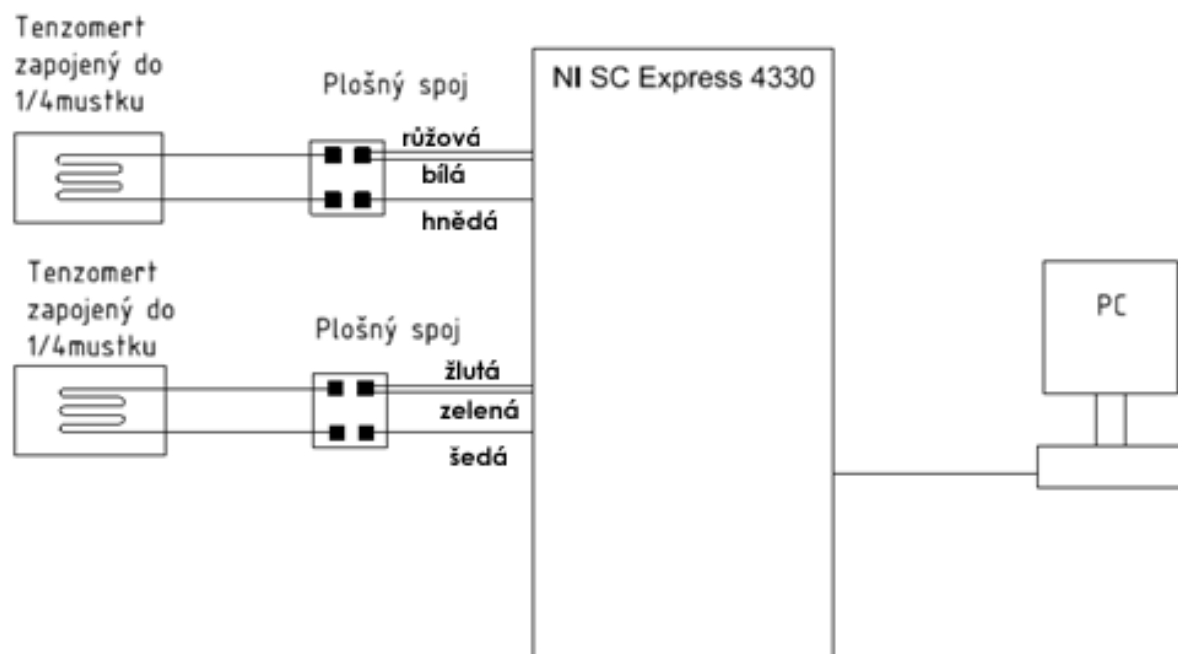 Tenzomert
zapojený do
1/4mustku
Plošný spoj
růžová
bílá
hnědá
NI SC Express 4330
Tenzomert
zapojený do
1/4mustku
Plošný spoj
žlutá
zelená
šedá
PC